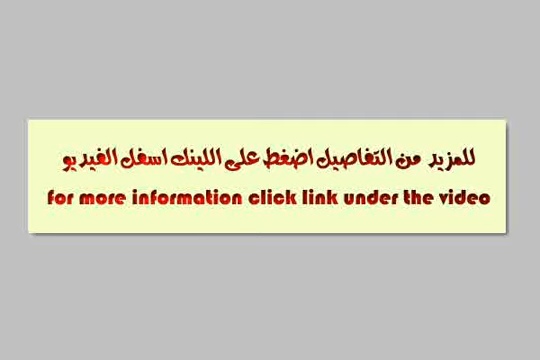 للمزيد من التفاصيل اضغط على اللينك اسفل الفيديو
for more information click link under the video